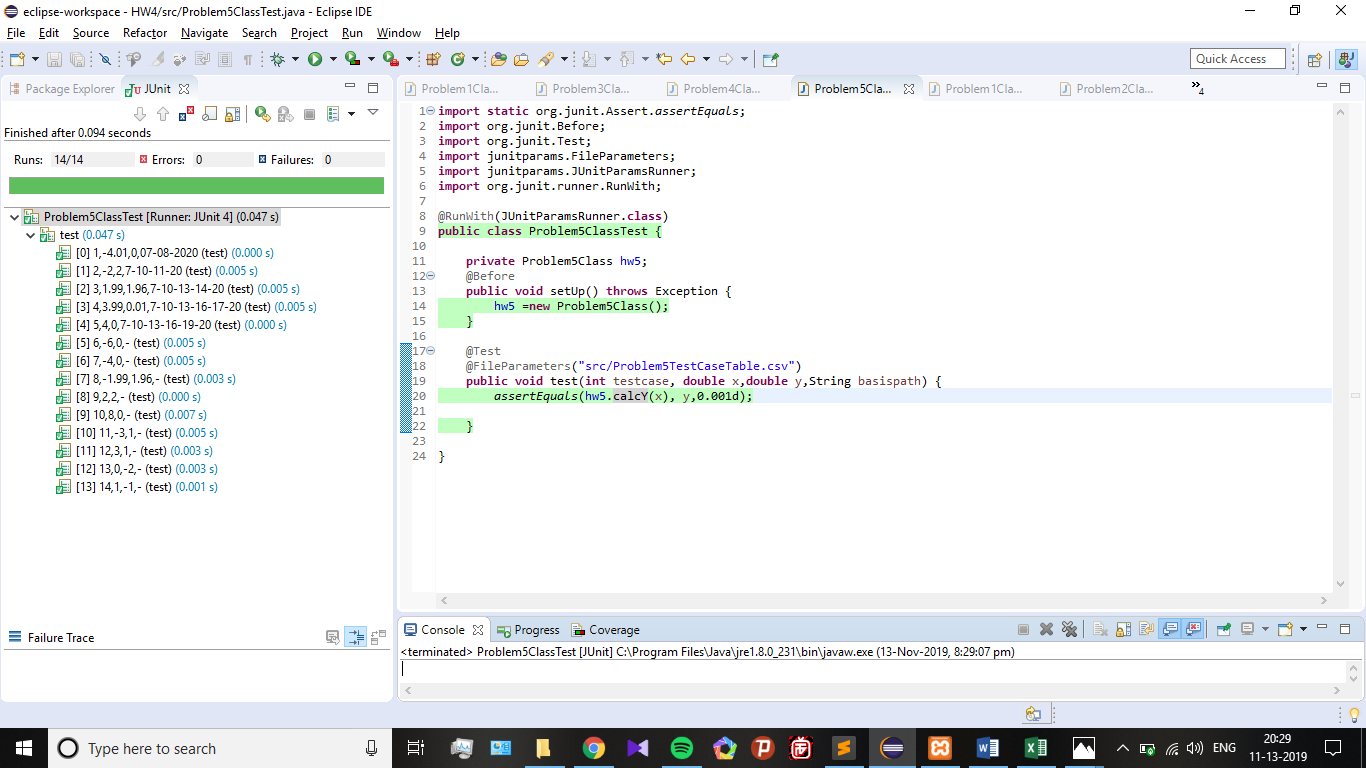 eclipse-workspace - HW4/src/Problem5ClassTest.java - Eclipse IDE
File Edit Source Refactor Navigate Search Project Run Window Help
Quick Access
Package Explorer JUnit
Finished after 0.094 seconds
Runs: 14/14 Errors: 0 Failures: 0
Problem5ClassTest [Runner: JUnit 4] (0.047 s)
test (0.047 s)
[0] 1,-4.01,0,07-08-2020 (test) (0.000 s)
[1] 2,-2,2,7-10-11-20 (test) (0.005 s)
[2] 3,1.99,1.96,7-10-13-14-20 (test) (0.005 s)
[3] 4,3.99,0.01,7-10-13-16-17-20 (test) (0.005 s)
[4] 5,4,0,7-10-13-16-19-20 (test) (0.000 s)
[5] 6,-6,0,- (test) (0.005 s)
[6] 7,-4,0,- (test) (0.005 s)
[7] 8,-1.99,1.96,- (test) (0.003 s)
[8] 9,2,2,- (test) (0.000 s)
[9] 10,8,0,- (test) (0.007 s)
[10] 11,-3,1,- (test) (0.005 s)
[11] 12,3,1,- (test) (0.003 s)
[12] 13,0,-2,- (test) (0.003 s)
[13] 14,1,-1,- (test) (0.001 s)
Failure Trace
Problem1Cla... Problem3Cla... Problem4Cla... Problem5Cla... Problem1Cla... Problem2Cla... »4
1 import static org.junit.Assert.assertEquals;
2 import org.junit.Before;
3 import org.junit.Test;
4 import junitparams.FileParameters;
5 import junitparams.JUnitParamsRunner;
6 import org.junit.runner.RunWith;
7
8 @RunWith(JUnitParamsRunner.class)
9 public class Problem5ClassTest {
10
11 private Problem5Class hw5;
12 @Before
13 public void setUp() throws Exception {
14 hw5 =new Problem5Class();
15 }
16
17 @Test
18 @FileParameters("src/Problem5TestCaseTable.csv")
19 public void test(int testcase, double x,double y,String basispath) {
20 assertEquals(hw5.calcY(x), y,0.001d);
21
22 }
23
24 }
Console Progress Coverage
<terminated> Problem5ClassTest [JUnit] C:\Program Files\Java\jre1.8.0_231\bin\javaw.exe (13-Nov-2019, 8:29:07 pm)
Type here to search
ENG
20:29
11-13-2019